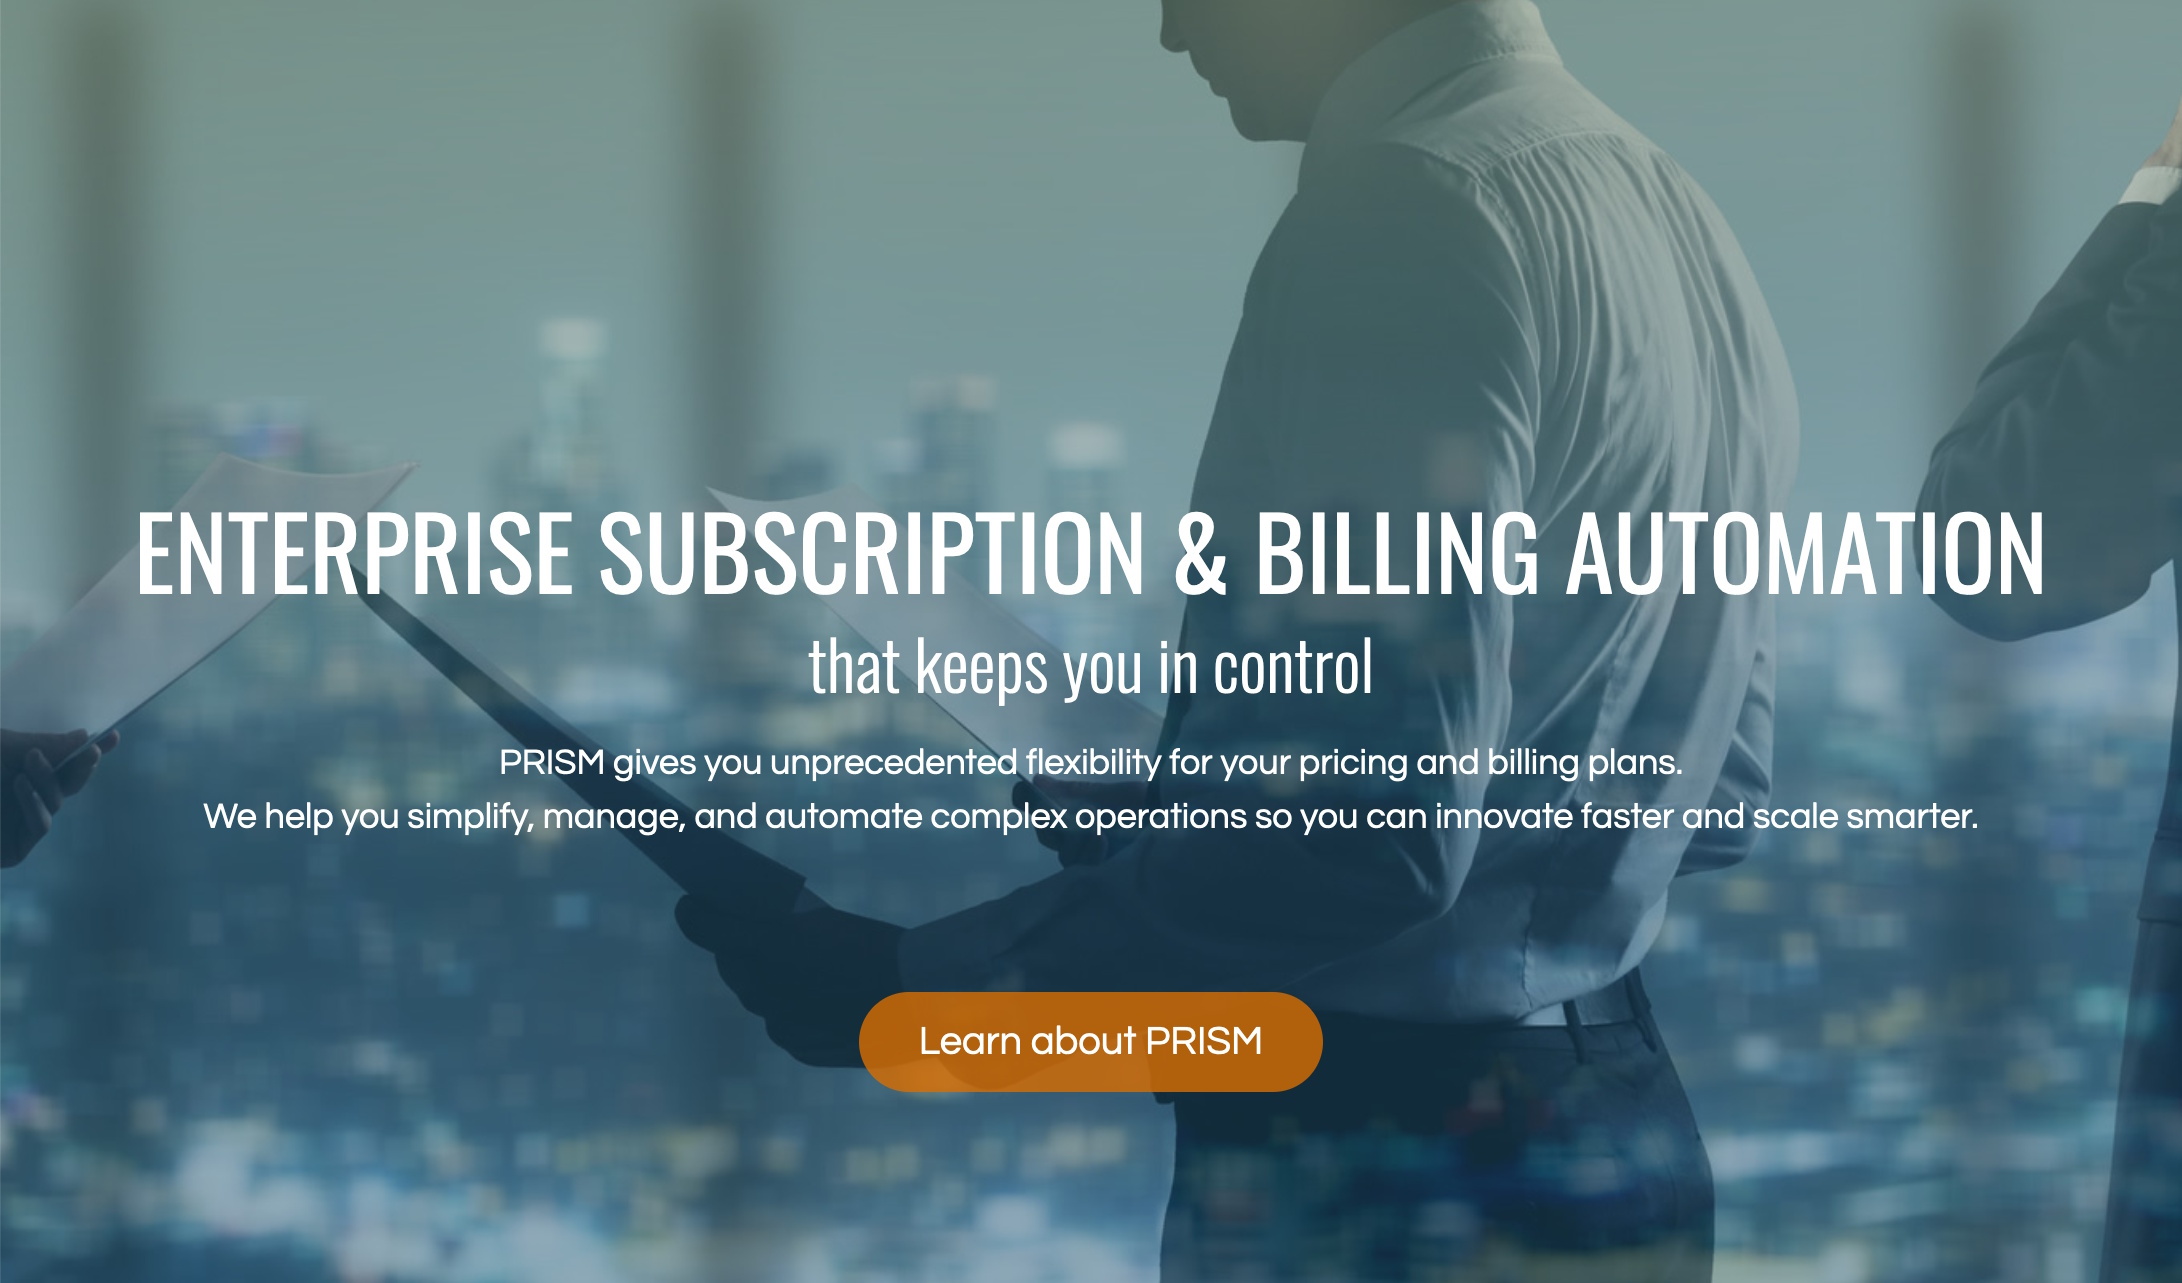 ENTERPRISE SUBSCRIPTION & BILLING AUTOMATION
that keeps you in control
PRISM gives you unprecedented flexibility for your pricing and billing plans.
We help you simplify, manage, and automate complex operations so you can innovate faster and scale smarter.
Learn about PRISM